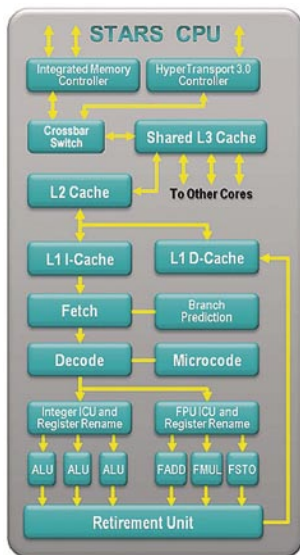 STARS CPU
Integrated Memory
Controller
HyperTransport 3.0
Controller
Crossbar
Switch
Shared L3 Cache
L2 Cache
To Other Cores
L1 I-Cache
L1 D-Cache
Fetch
Branch
Prediction
Decode
Microcode
Integer ICU and
Register Rename
FPU ICU and
Register Rename
ALU
ALU
ALU
FADD
FMUL
FSTO
Retirement Unit